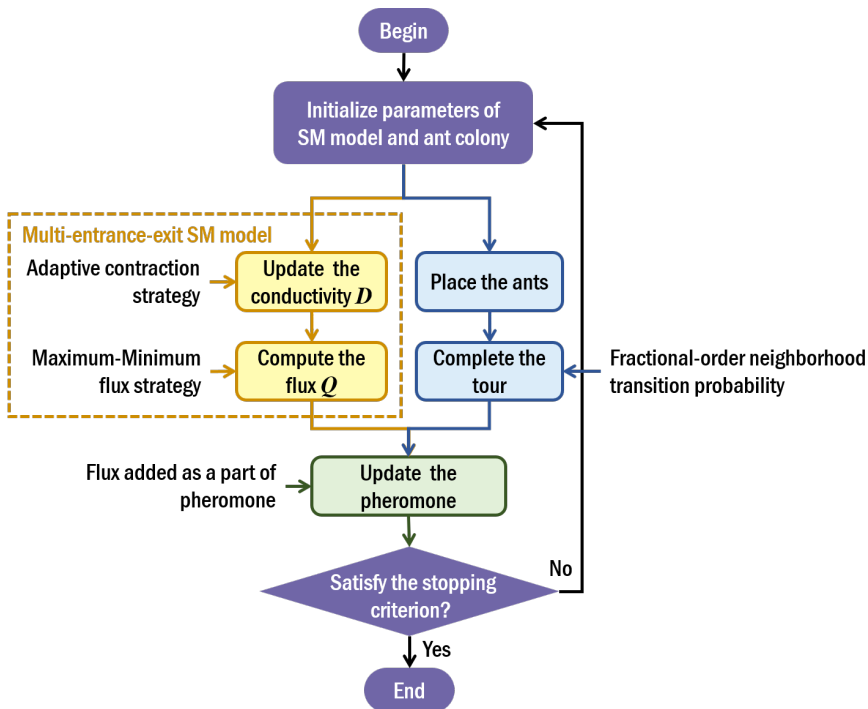 Begin
Initialize parameters of
SM model and ant colony
Multi-entrance-exit SM model
Adaptive contraction
strategy
Update the
conductivity D
Place the ants
Maximum-Minimum
flux strategy
Compute the
flux Q
Complete the
tour
Fractional-order neighborhood
transition probability
Flux added as a part of
pheromone
Update the
pheromone
Satisfy the stopping
criterion?
No
Yes
End